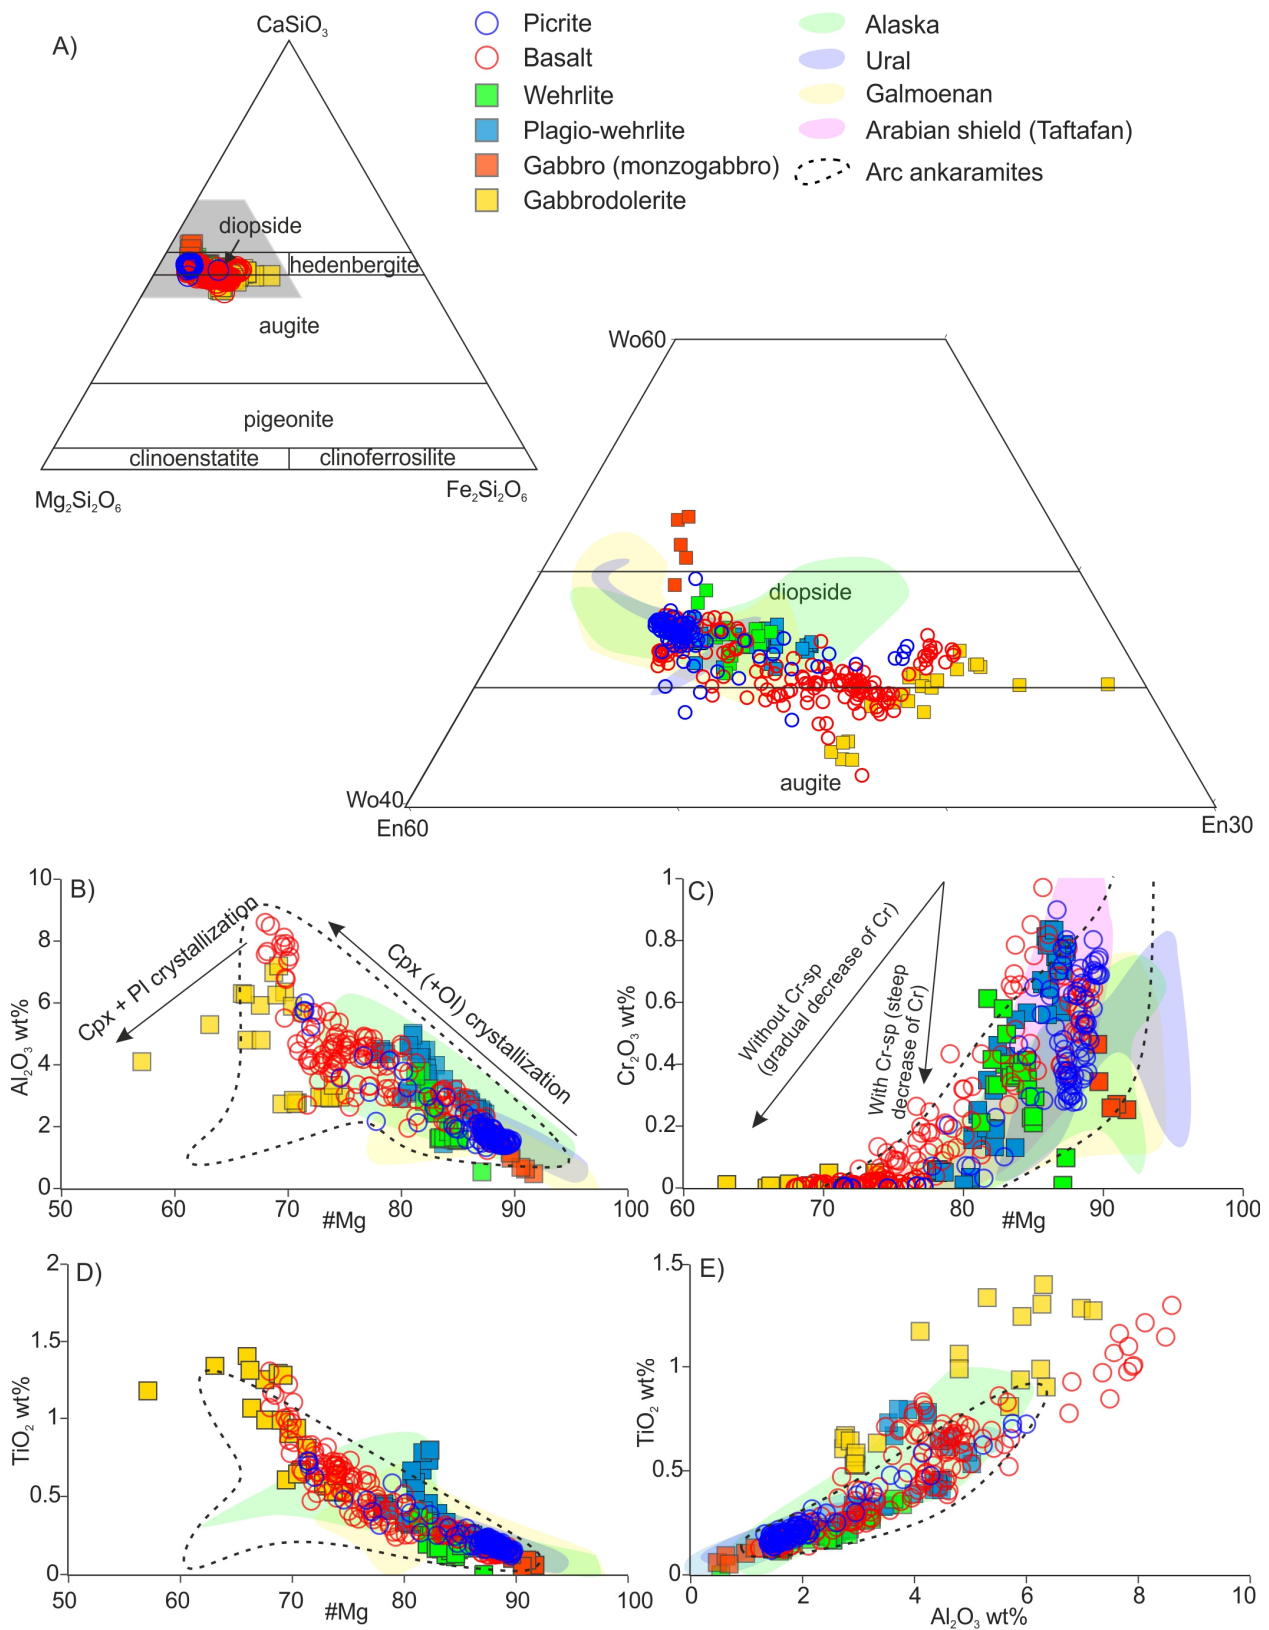 A)
CaSiO₃
diopside
hedenbergite
augite
pigeonite
clinoenstatite
clinoferrosilite
Mg₂Si₂O₆
Fe₂Si₂O₆
Picrite
Basalt
Wehrlite
Plagio-wehrlite
Gabbro (monzogabbro)
Gabbrodolerite
Alaska
Ural
Galmoenan
Arabian shield (Taftafan)
Arc ankaramites
Wo60
diopside
augite
Wo40
En60
En30
B)
10
8
6
4
2
0
Al₂O₃ wt%
Cpx + Pl crystallization
Cpx (+Ol) crystallization
50
60
70
80
90
100
#Mg
C)
1
0.8
0.6
0.4
0.2
0
Cr₂O₃ wt%
Without Cr-sp
(gradual decrease of Cr)
With Cr-sp (steep
decrease of Cr)
60
70
80
90
100
#Mg
D)
2
1.5
1
0.5
0
TiO₂ wt%
50
60
70
80
90
100
#Mg
E)
1.5
1
0.5
0
TiO₂ wt%
2
4
6
8
10
Al₂O₃ wt%